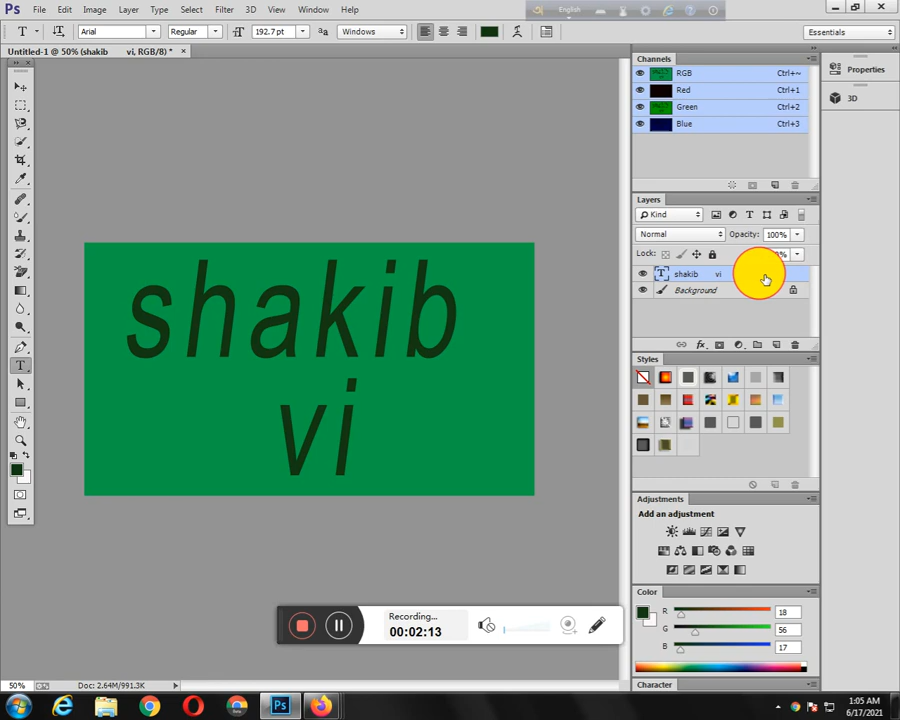 File Edit Image Layer Type Select Filter 3D View Window Help
English
T Arial Regular 192.7 pt Windows Essentials
Untitled-1 @ 50% (shakib vi, RGB/8) *
Channels
RGB Ctrl+~
Red Ctrl+1
Green Ctrl+2
Blue Ctrl+3
Properties
3D
Layers
Kind
Normal Opacity: 100%
Lock:
shakib vi
Background
Styles
Adjustments
Add an adjustment
Color
R 18
G 56
B 17
Character
shakib
vi
Recording...
00:02:13
50% Doc: 2.64M/991.3K
Ps
1:05 AM
6/17/2021